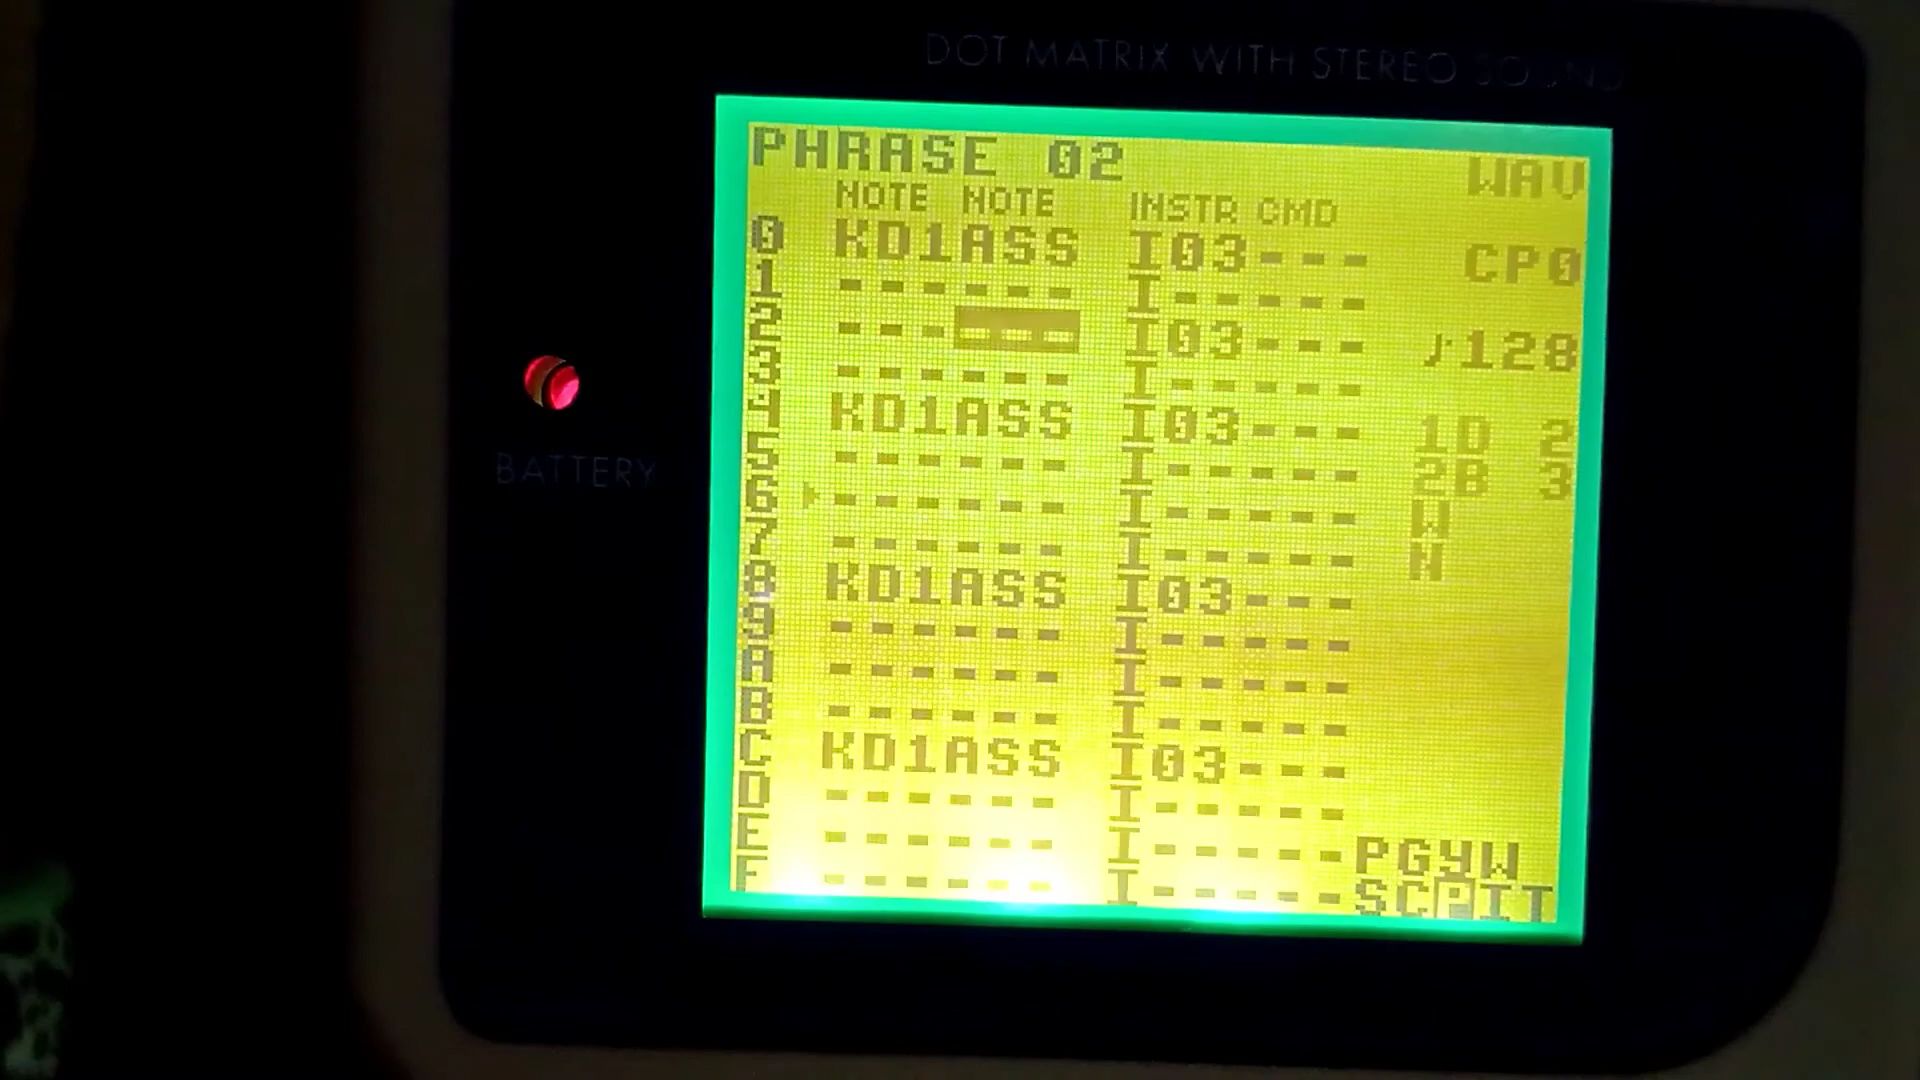 DOT MATRIX WITH STEREO SOUND
PHRASE 02 WAV
NOTE NOTE INSTR CMD
0 KD1ASS I03--- CP0
1 ------ I-----
2 ------ I03--- ♪128
3 ------ I-----
4 KD1ASS I03--- 1D 2
5 ------ I----- 2B 3
6 ------ I----- W
7 ------ I----- N
8 KD1ASS I03---
9 ------ I-----
A ------ I-----
B ------ I-----
C KD1ASS I03---
D ------ I-----
E ------ I----- PGYW
F ------ I----- SCPIT
BATTERY